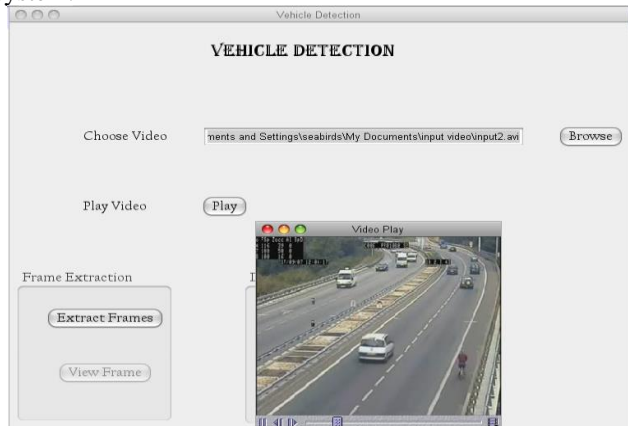 Vehicle Detection
VEHICLE DETECTION
Choose Video
ments and Settings\seabirds\My Documents\input video\input2.avi
Browse
Play Video
Play
Video Play
Frame Extraction
Extract Frames
View Frame